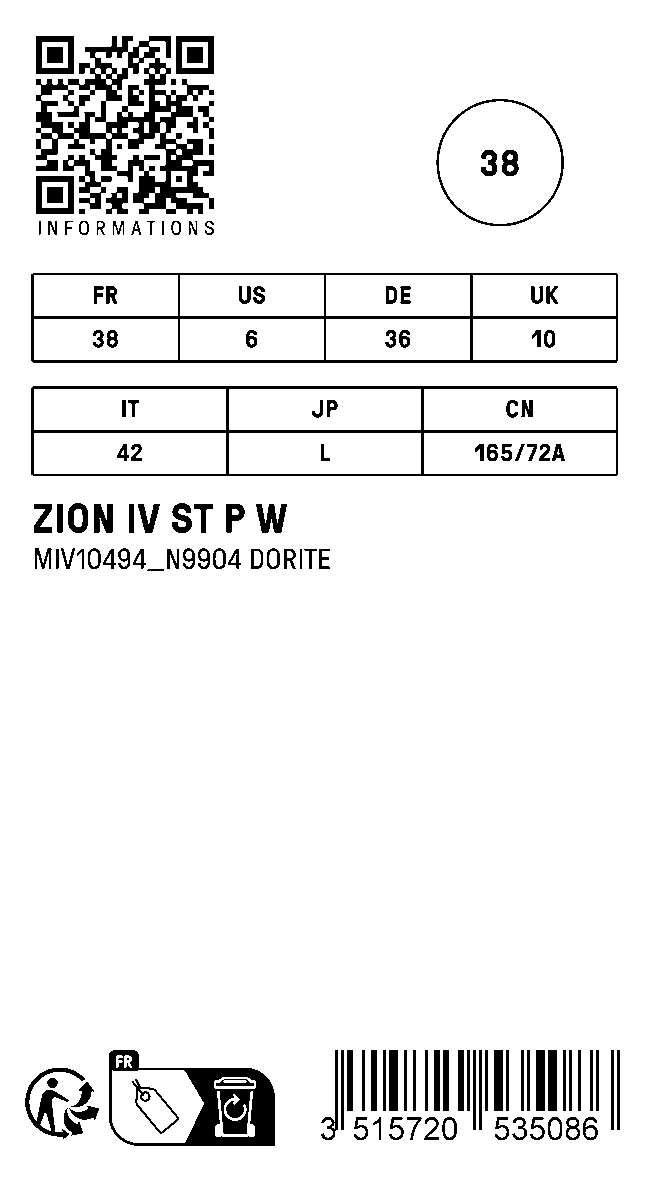 INFORMATIONS
38
FR US DE UK
38 6 36 10
IT JP CN
42 L 165/72A
ZION IV ST P W
MIV10494_N9904 DORITE
FR
3 515720 535086